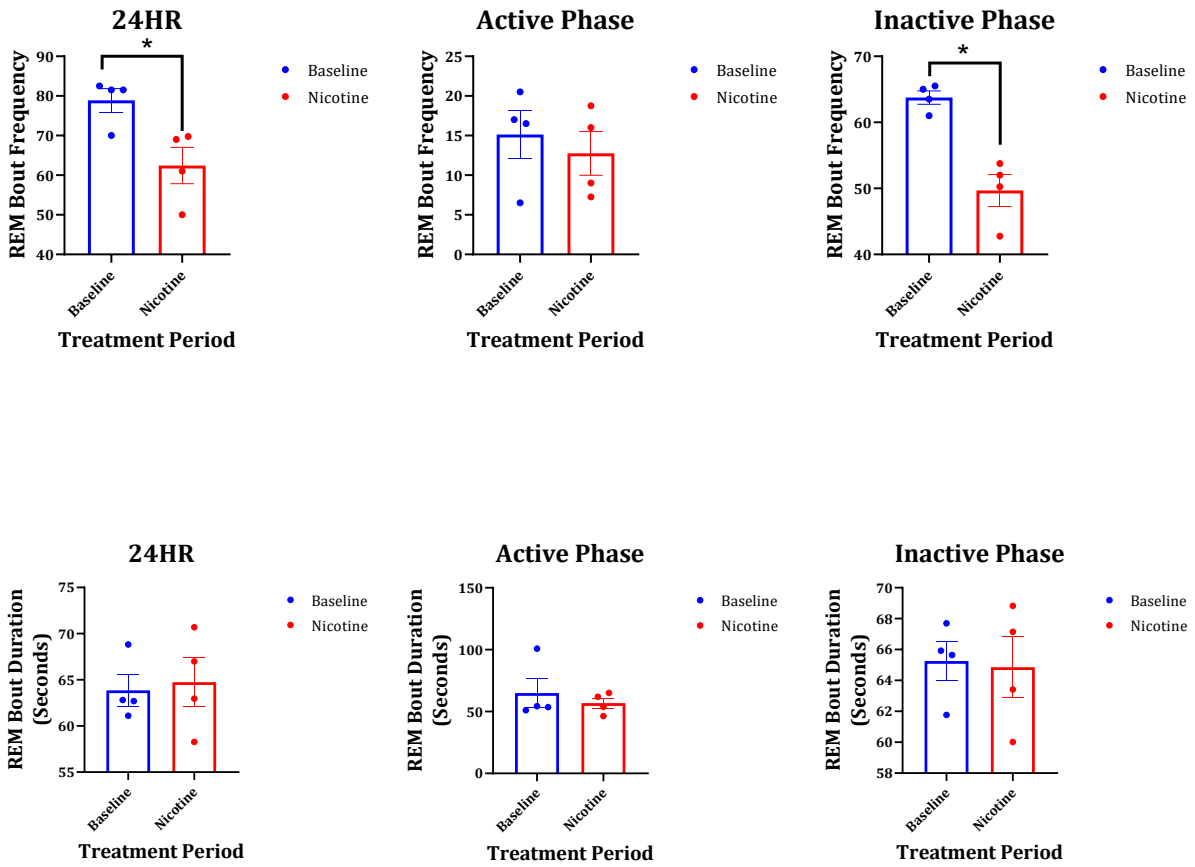 24HR
*
REM Bout Frequency
90
80
70
60
50
40
Baseline
Nicotine
Treatment Period
Baseline
Nicotine
Active Phase
REM Bout Frequency
25
20
15
10
5
0
Baseline
Nicotine
Treatment Period
Baseline
Nicotine
Inactive Phase
*
REM Bout Frequency
70
60
50
40
Baseline
Nicotine
Treatment Period
Baseline
Nicotine
24HR
REM Bout Duration
(Seconds)
75
70
65
60
55
Baseline
Nicotine
Treatment Period
Baseline
Nicotine
Active Phase
REM Bout Duration
(Seconds)
150
100
50
0
Baseline
Nicotine
Treatment Period
Baseline
Nicotine
Inactive Phase
REM Bout Duration
(Seconds)
70
68
66
64
62
60
58
Baseline
Nicotine
Treatment Period
Baseline
Nicotine